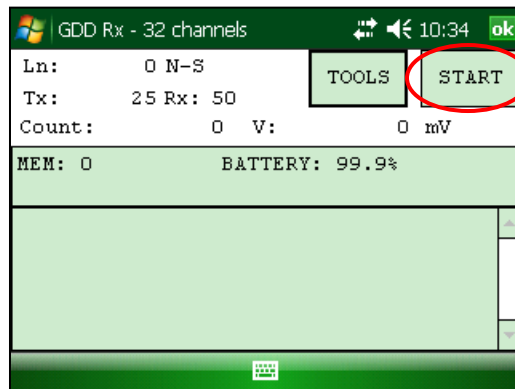 GDD Rx - 32 channels 10:34 ok
Ln: 0 N-S TOOLS START
Tx: 25 Rx: 50
Count: 0 V: 0 mV
MEM: 0 BATTERY: 99.9%